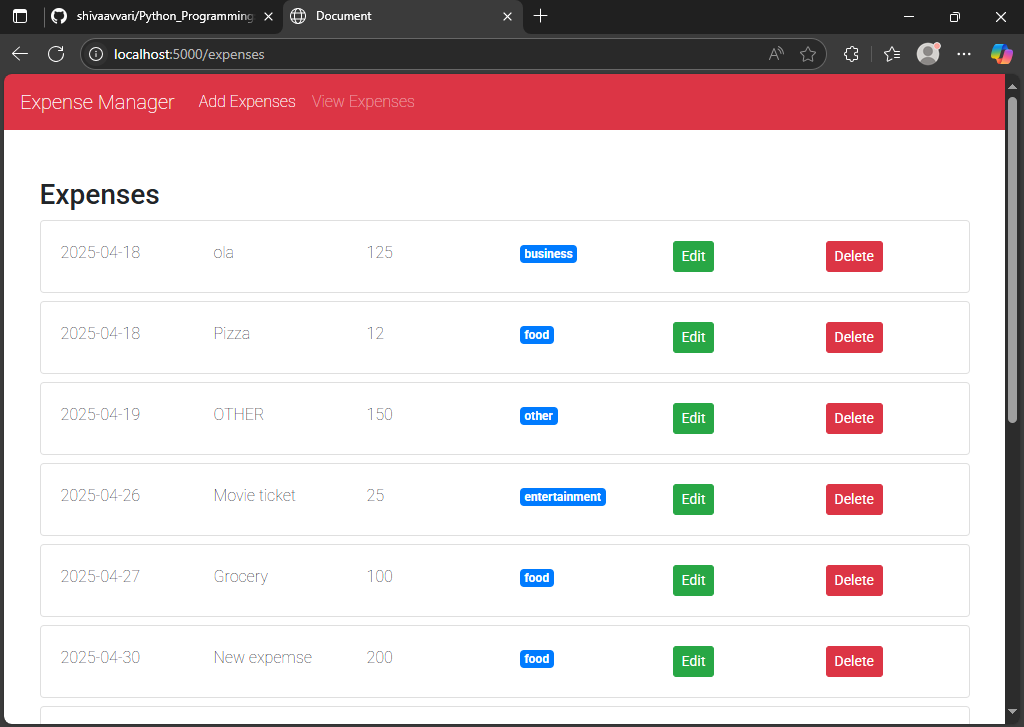 shivaavvari/Python_Programming Document
localhost:5000/expenses
Expense Manager Add Expenses View Expenses
Expenses
2025-04-18 ola 125 business Edit Delete
2025-04-18 Pizza 12 food Edit Delete
2025-04-19 OTHER 150 other Edit Delete
2025-04-26 Movie ticket 25 entertainment Edit Delete
2025-04-27 Grocery 100 food Edit Delete
2025-04-30 New expemse 200 food Edit Delete